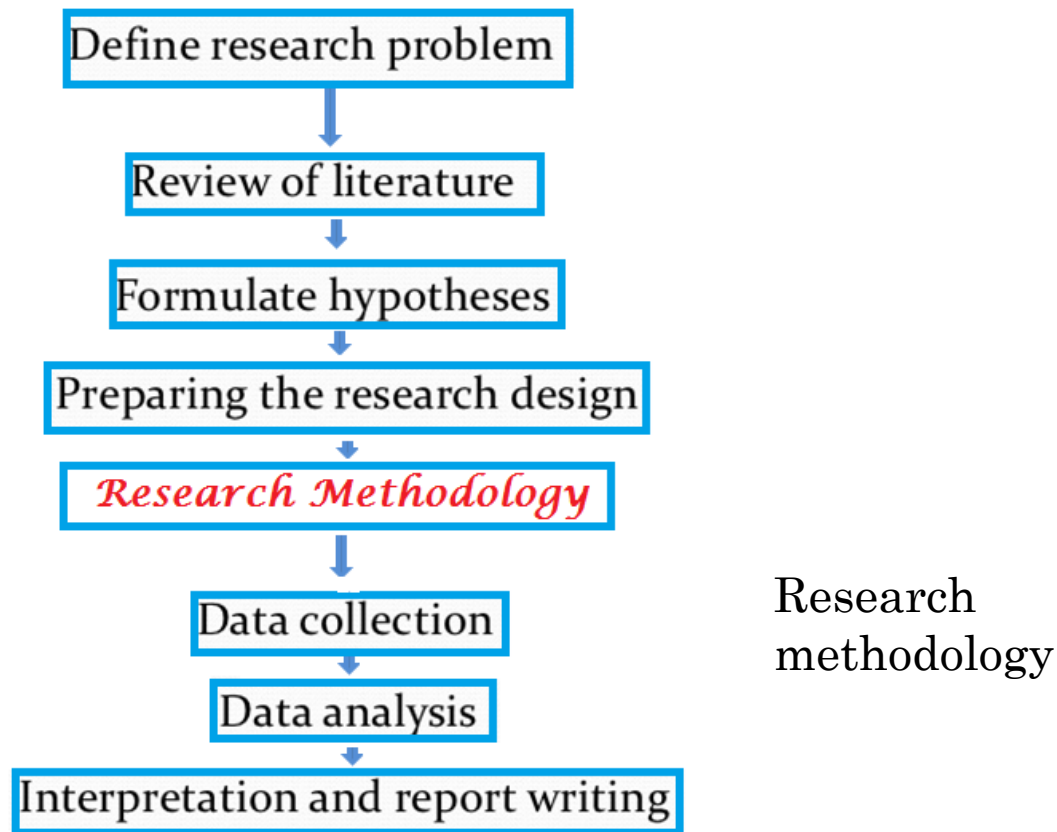 Define research problem
Review of literature
Formulate hypotheses
Preparing the research design
Research Methodology
Data collection
Data analysis
Interpretation and report writing
Research
methodology